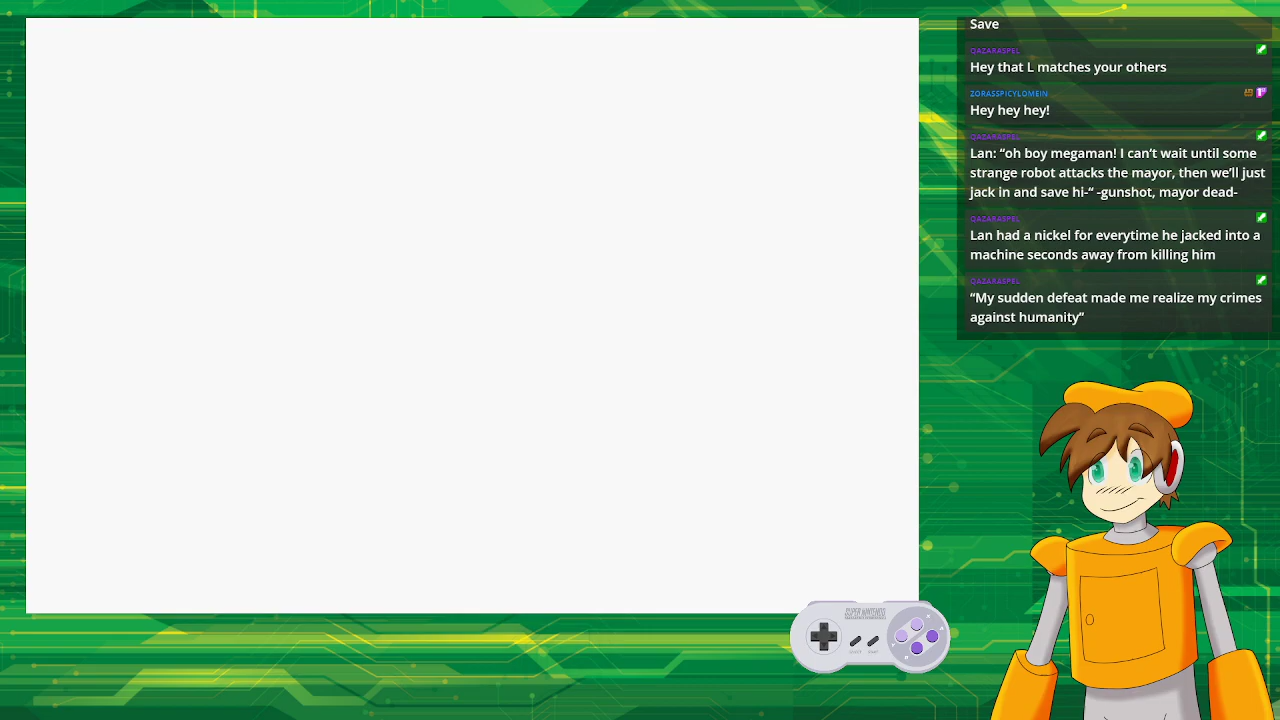 Save
QAZARASPEL
Hey that L matches your others
ZORASSPICYLOMEIN
Hey hey hey!
QAZARASPEL
Lan: “oh boy megaman! I can’t wait until some
strange robot attacks the mayor, then we’ll just
jack in and save hi-“ -gunshot, mayor dead-
QAZARASPEL
Lan had a nickel for everytime he jacked into a
machine seconds away from killing him
QAZARASPEL
“My sudden defeat made me realize my crimes
against humanity”
SUPER NINTENDO